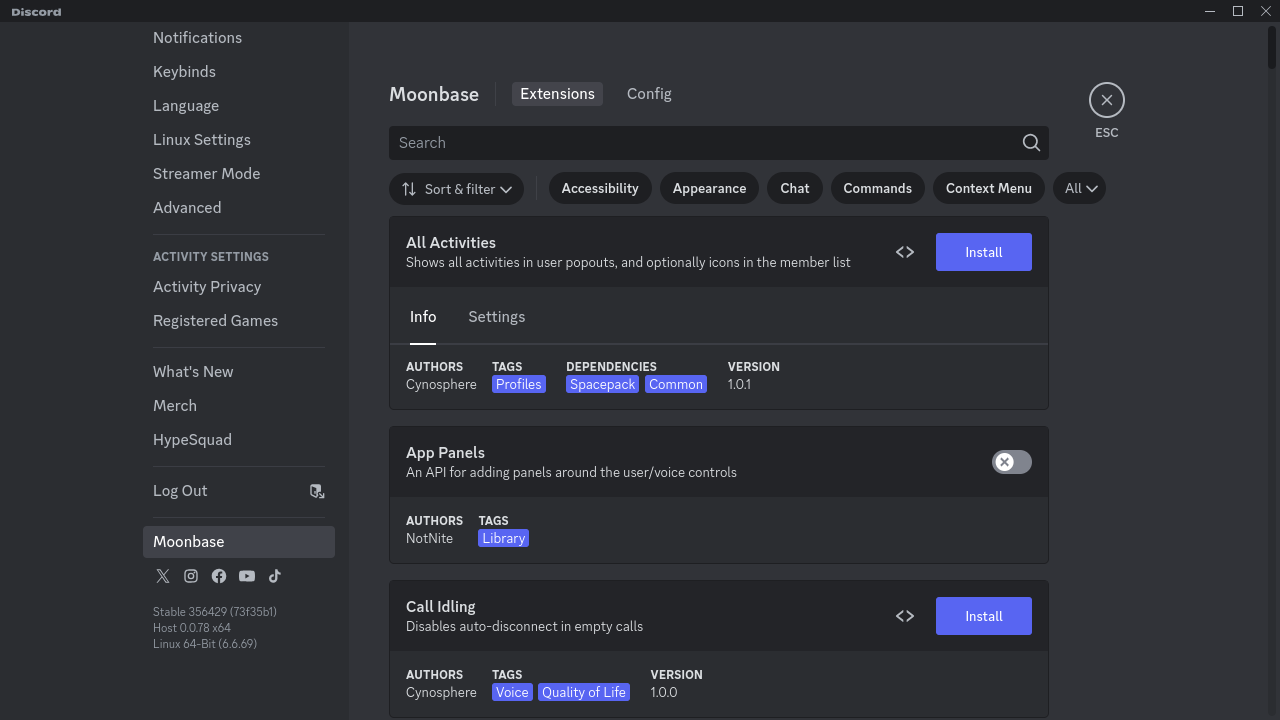 Discord
Notifications
Keybinds
Language
Linux Settings
Streamer Mode
Advanced
ACTIVITY SETTINGS
Activity Privacy
Registered Games
What's New
Merch
HypeSquad
Log Out
Moonbase
Stable 356429 (73f35b1)
Host 0.0.78 x64
Linux 64-Bit (6.6.69)
Moonbase Extensions Config
ESC
Search
Sort & filter Accessibility Appearance Chat Commands Context Menu All
All Activities
Shows all activities in user popouts, and optionally icons in the member list
<> Install
Info Settings
AUTHORS TAGS DEPENDENCIES VERSION
Cynosphere Profiles Spacepack Common 1.0.1
App Panels
An API for adding panels around the user/voice controls
AUTHORS TAGS
NotNite Library
Call Idling
Disables auto-disconnect in empty calls
<> Install
AUTHORS TAGS VERSION
Cynosphere Voice Quality of Life 1.0.0